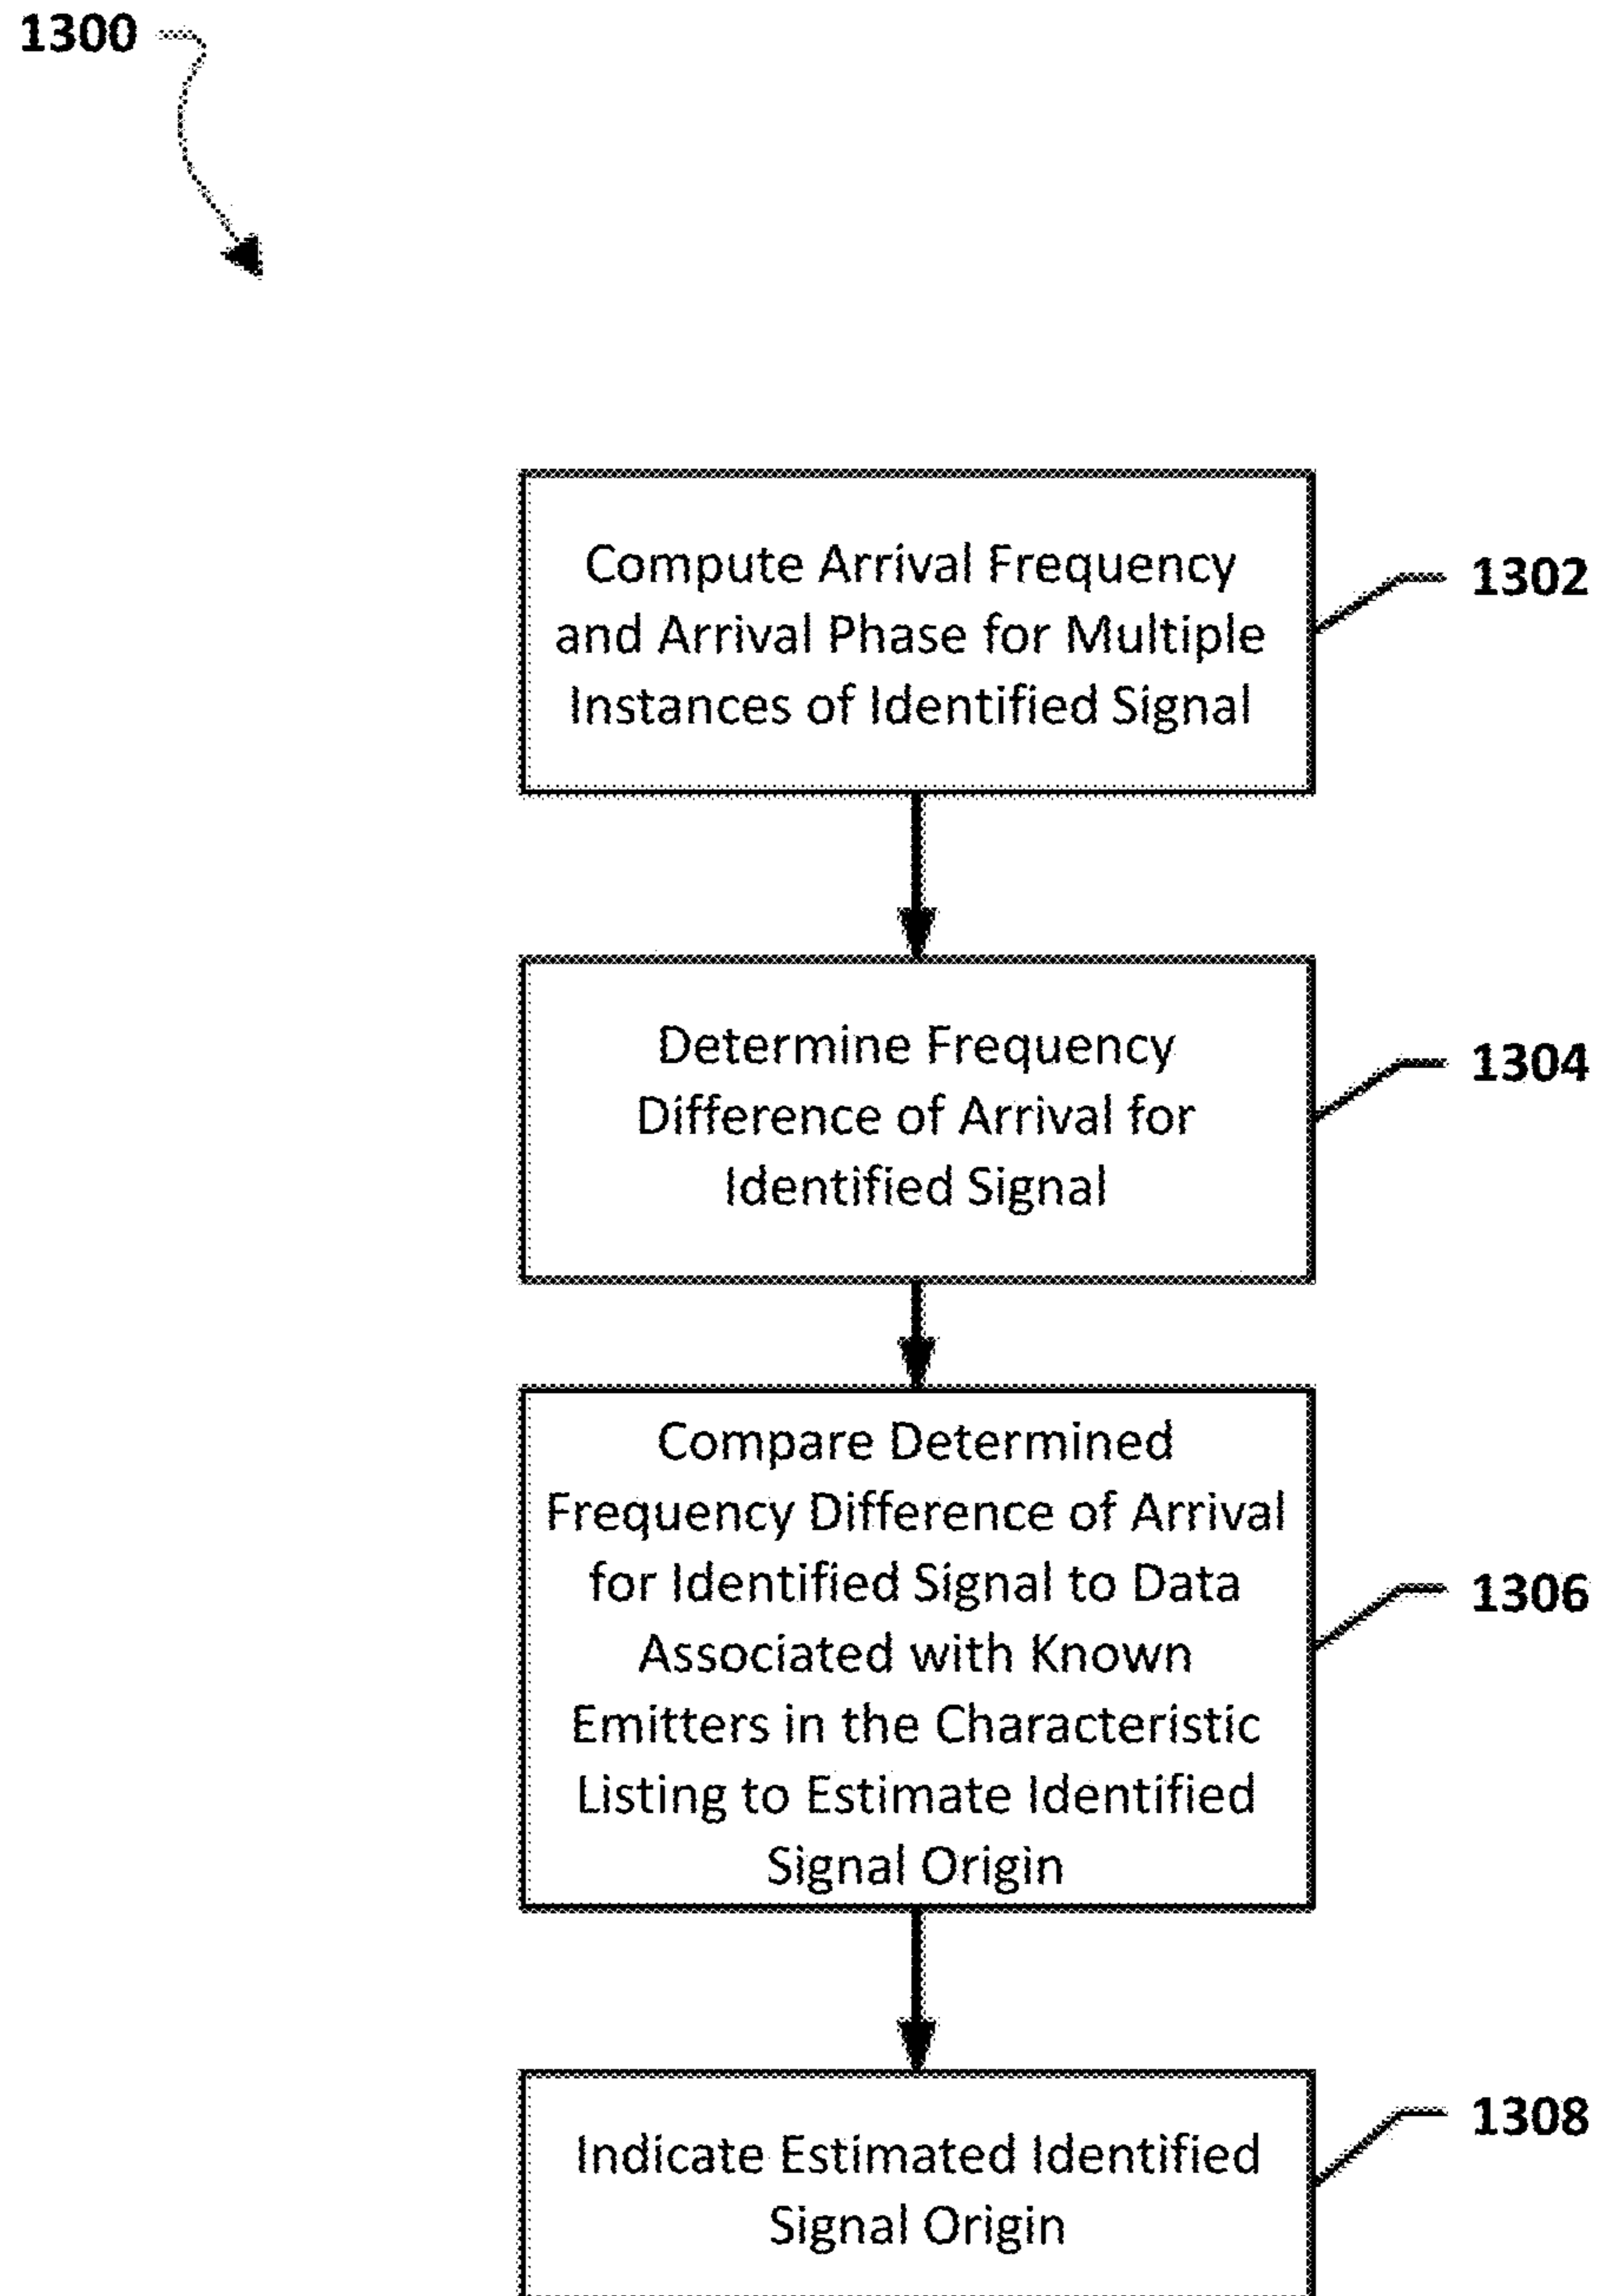 1300
Compute Arrival Frequency
and Arrival Phase for Multiple
Instances of Identified Signal
1302
Determine Frequency
Difference of Arrival for
Identified Signal
1304
Compare Determined
Frequency Difference of Arrival
for Identified Signal to Data
Associated with Known
Emitters in the Characteristic
Listing to Estimate Identified
Signal Origin
1306
Indicate Estimated Identified
Signal Origin
1308